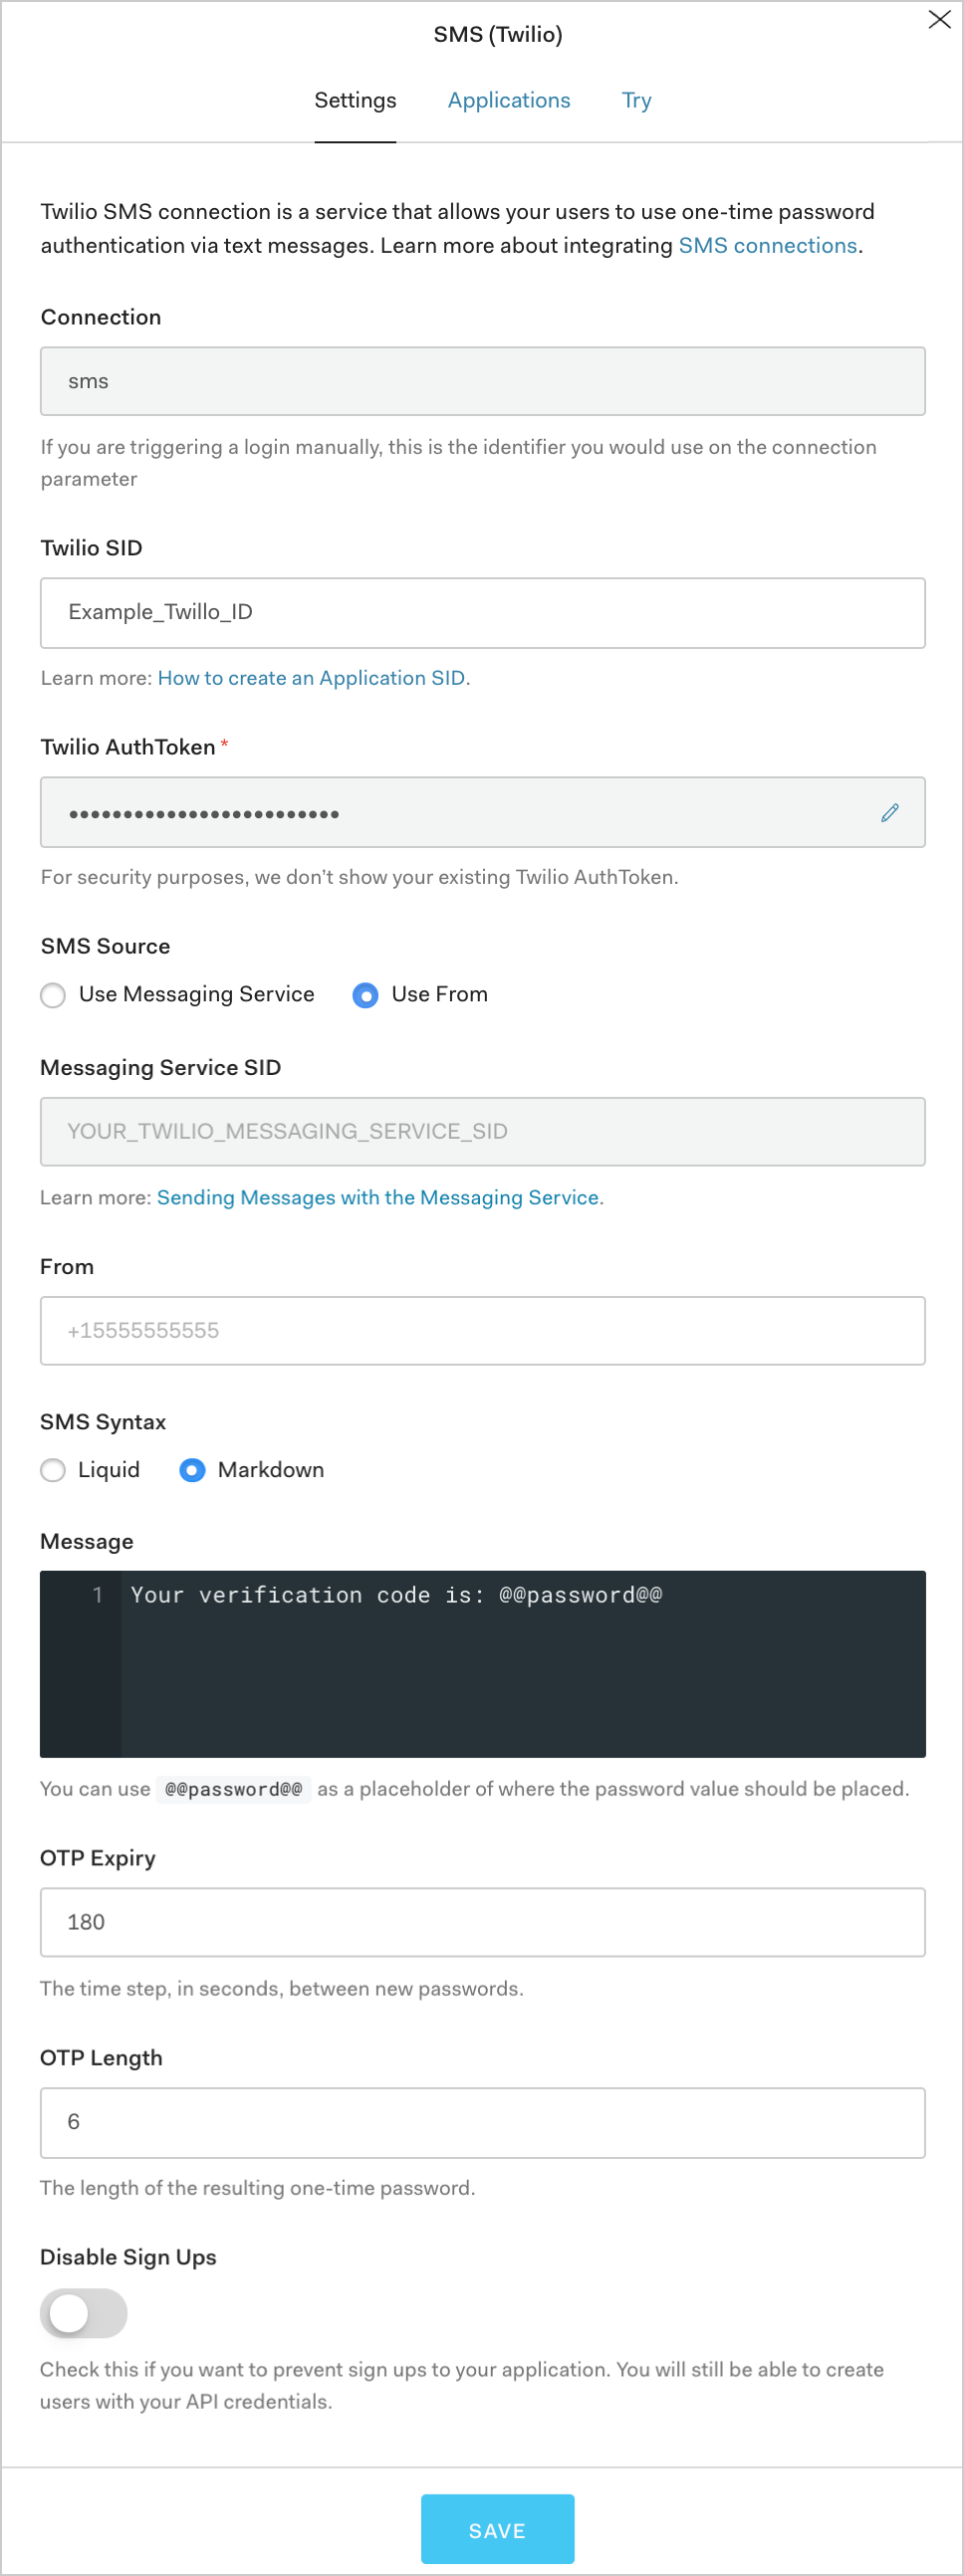 SMS (Twilio)
Settings Applications Try
Twilio SMS connection is a service that allows your users to use one-time password
authentication via text messages. Learn more about integrating SMS connections.
Connection
sms
If you are triggering a login manually, this is the identifier you would use on the connection
parameter
Twilio SID
Example_Twillo_ID
Learn more: How to create an Application SID.
Twilio AuthToken *
•••••••••••••••••••••••••
For security purposes, we don’t show your existing Twilio AuthToken.
SMS Source
Use Messaging Service Use From
Messaging Service SID
YOUR_TWILIO_MESSAGING_SERVICE_SID
Learn more: Sending Messages with the Messaging Service.
From
+15555555555
SMS Syntax
Liquid Markdown
Message
1 Your verification code is: @@password@@
You can use @@password@@ as a placeholder of where the password value should be placed.
OTP Expiry
180
The time step, in seconds, between new passwords.
OTP Length
6
The length of the resulting one-time password.
Disable Sign Ups
Check this if you want to prevent sign ups to your application. You will still be able to create
users with your API credentials.
SAVE